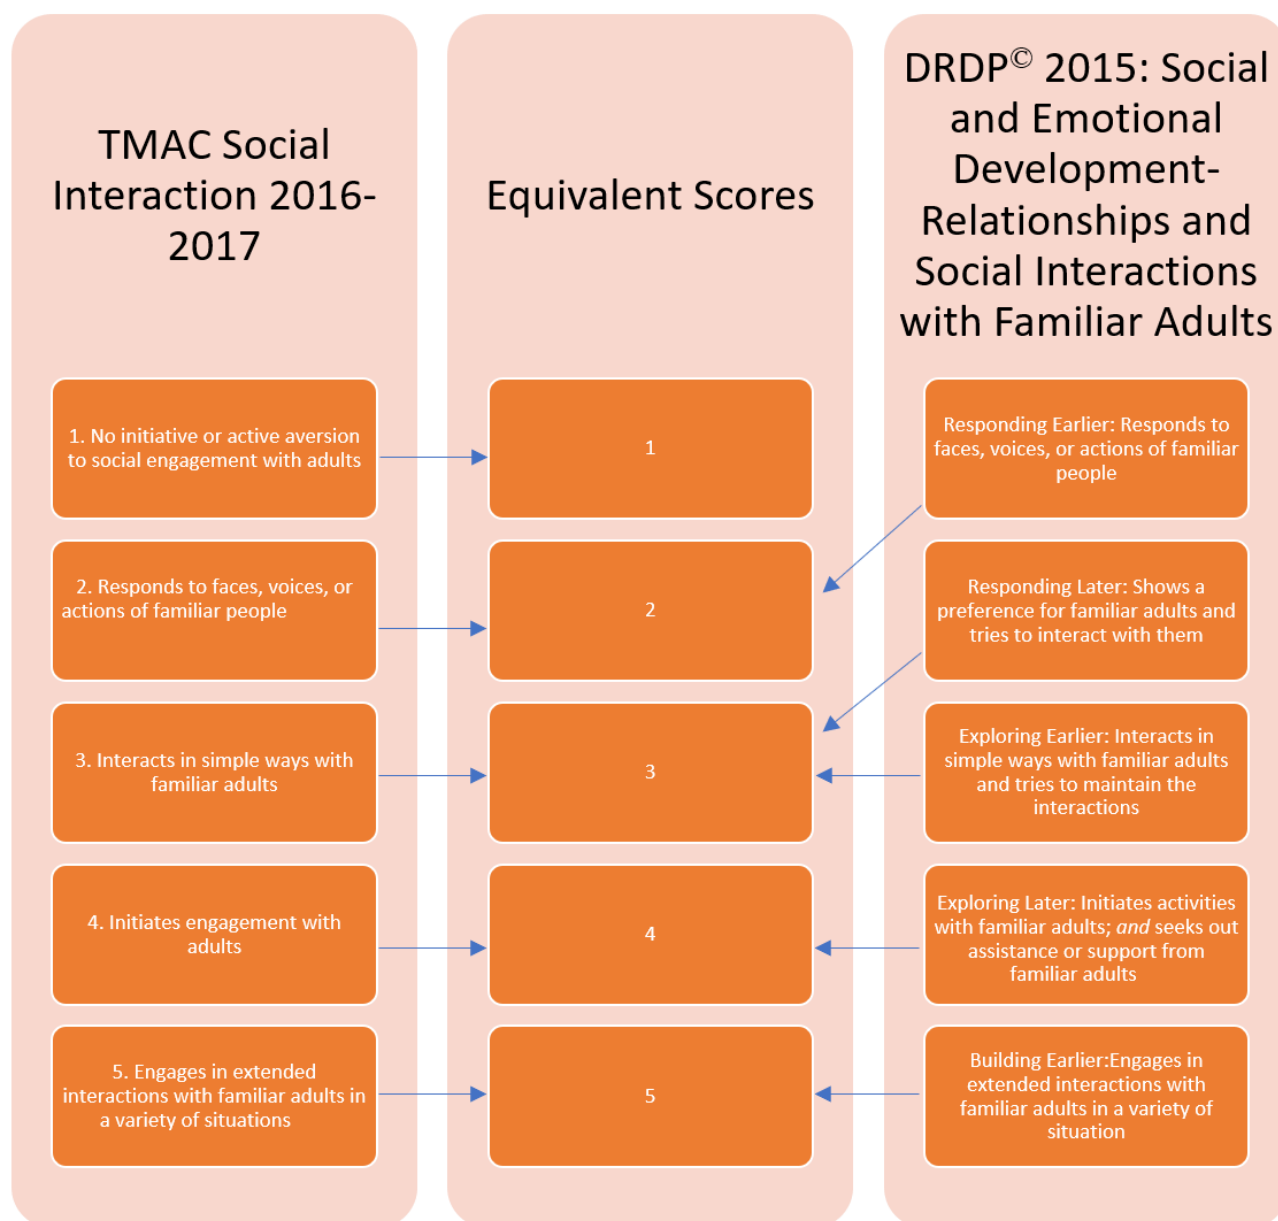 TMAC Social
Interaction 2016-
2017
1. No initiative or active aversion
to social engagement with adults
2. Responds to faces, voices, or
actions of familiar people
3. Interacts in simple ways with
familiar adults
4. Initiates engagement with
adults
5. Engages in extended
interactions with familiar adults in
a variety of situations
Equivalent Scores
1
2
3
4
5
DRDP© 2015: Social
and Emotional
Development-
Relationships and
Social Interactions
with Familiar Adults
Responding Earlier: Responds to
faces, voices, or actions of familiar
people
Responding Later: Shows a
preference for familiar adults and
tries to interact with them
Exploring Earlier: Interacts in
simple ways with familiar adults
and tries to maintain the
interactions
Exploring Later: Initiates activities
with familiar adults; and seeks out
assistance or support from
familiar adults
Building Earlier:Engages in
extended interactions with
familiar adults in a variety of
situation